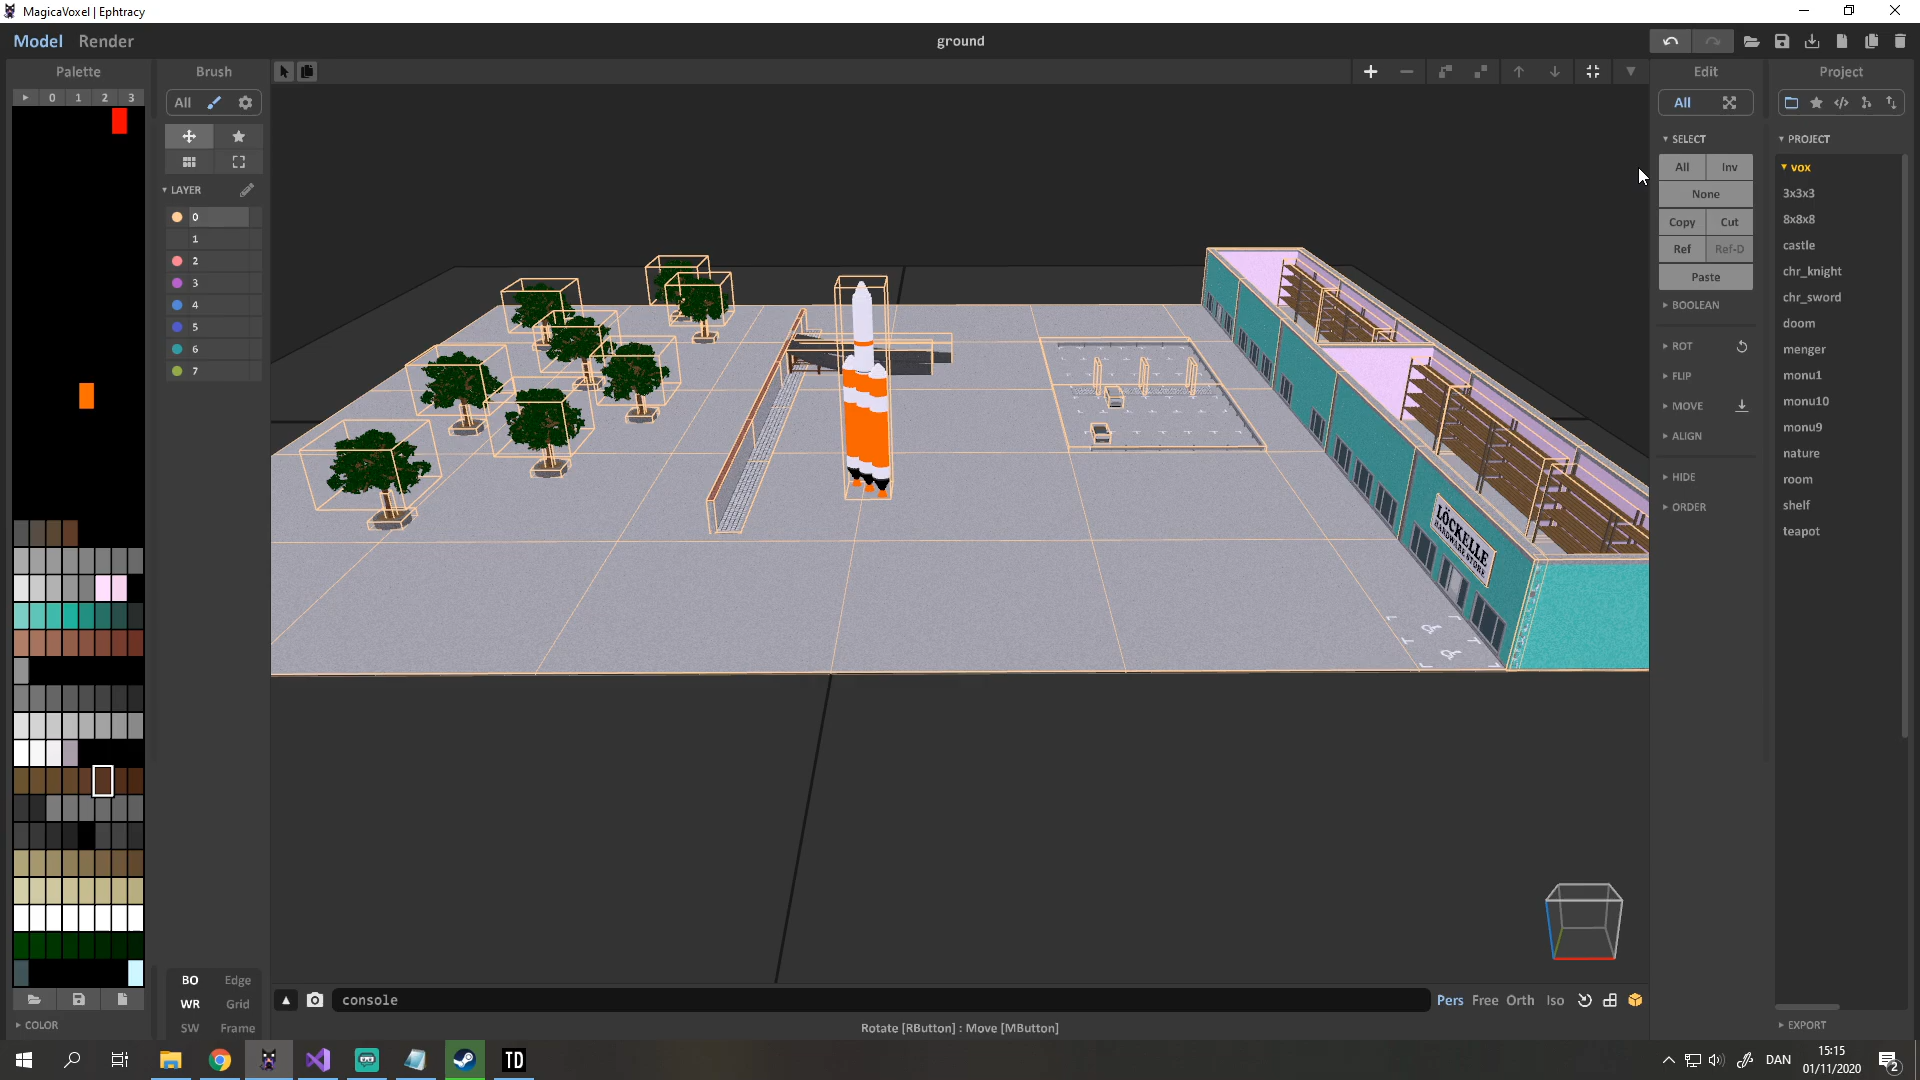 MagicaVoxel | Ephtracy
Model Render
ground
Palette
Brush
Edit
Project
0 1 2 3
All
All
SELECT
PROJECT
All Inv
None
Copy Cut
Ref Ref-D
Paste
BOOLEAN
ROT
FLIP
MOVE
ALIGN
HIDE
ORDER
vox
3x3x3
8x8x8
castle
chr_knight
chr_sword
doom
menger
monu1
monu10
monu9
nature
room
shelf
teapot
LAYER
0
1
2
3
4
5
6
7
LÖCKELLE
HARDWARE STORE
BO Edge
WR Grid
SW Frame
COLOR
console
Pers Free Orth Iso
Rotate [RButton] : Move [MButton]
EXPORT
TD
DAN
15:15
01/11/2020
2